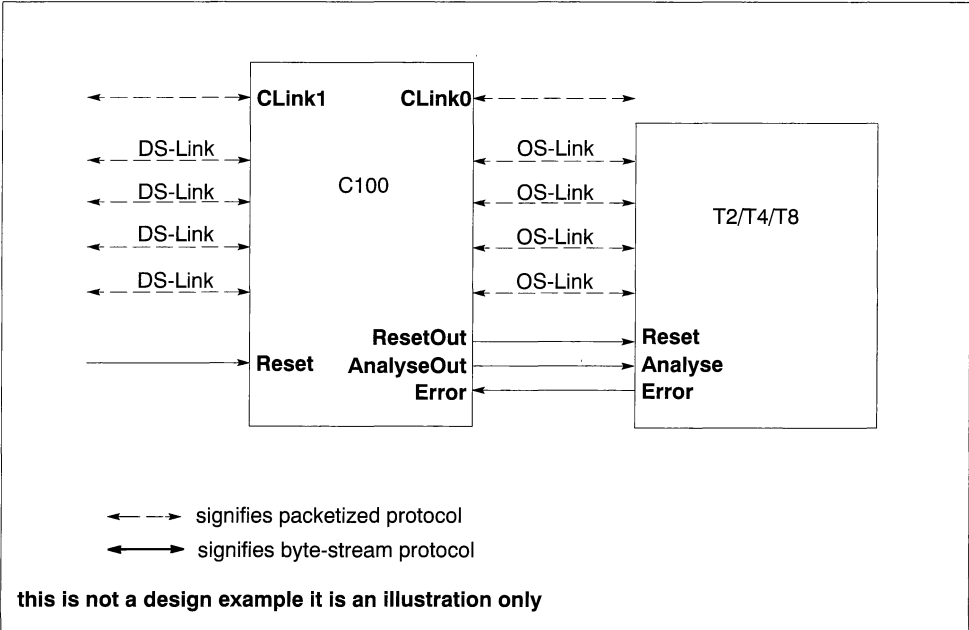 CLink1 CLink0
DS-Link OS-Link
C100
DS-Link OS-Link
T2/T4/T8
DS-Link OS-Link
DS-Link OS-Link
ResetOut Reset
Reset AnalyseOut Analyse
Error Error
signifies packetized protocol
signifies byte-stream protocol
this is not a design example it is an illustration only